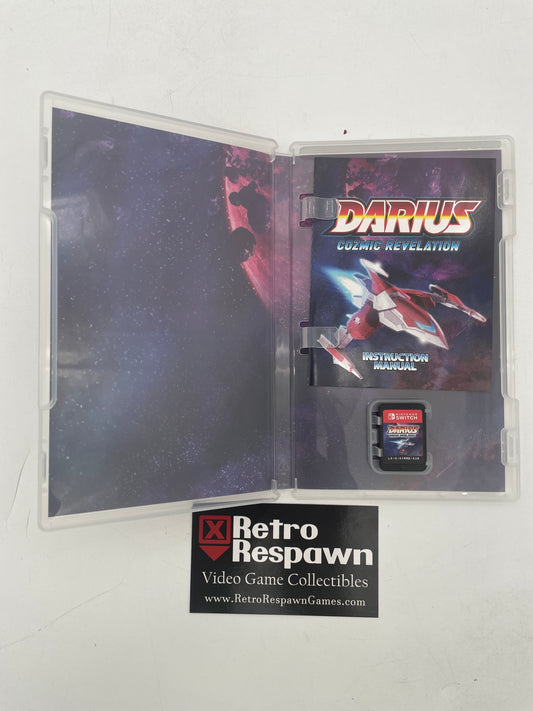 DARIUS
COZMIC REVELATION
INSTRUCTION
MANUAL
NINTENDO
SWITCH
DARIUS
Retro
Respawn
Video Game Collectibles
www.RetroRespawnGames.com